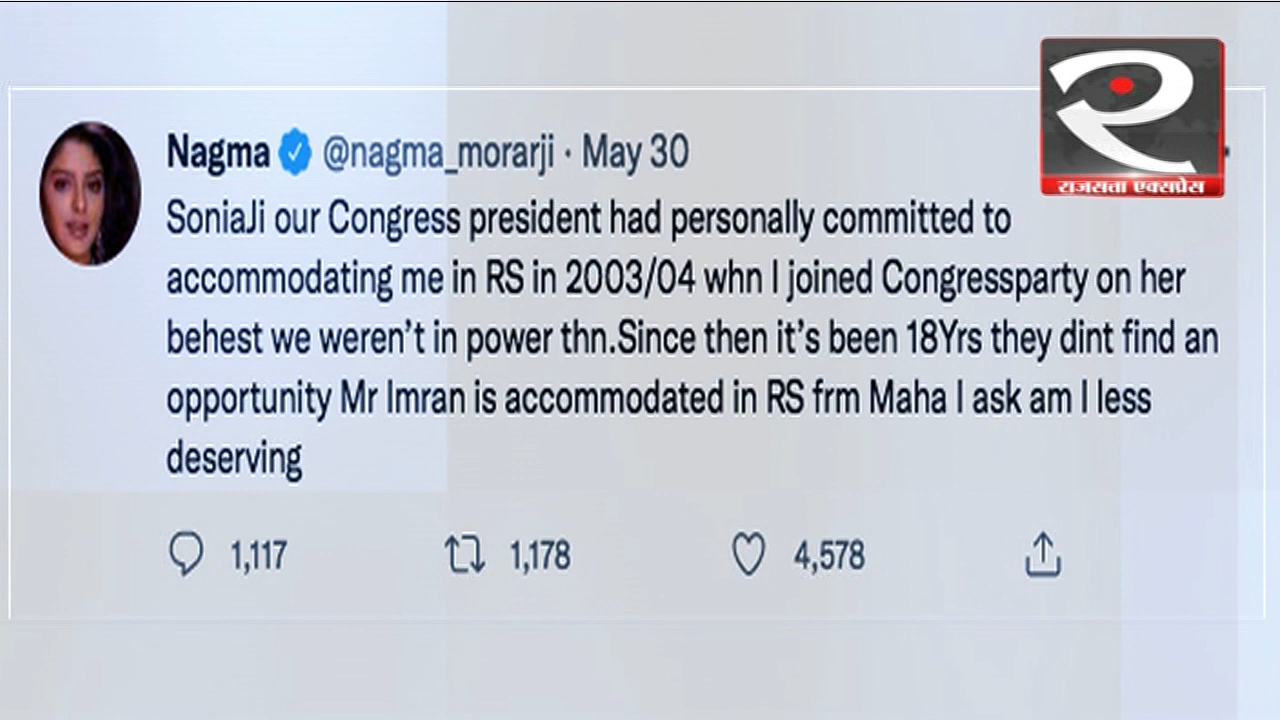 Nagma @nagma_morarji · May 30
SoniaJi our Congress president had personally committed to
accommodating me in RS in 2003/04 whn I joined Congressparty on her
behest we weren't in power thn.Since then it's been 18Yrs they dint find an
opportunity Mr Imran is accommodated in RS frm Maha I ask am I less
deserving
1,117 1,178 4,578
राजसत्ता एक्सप्रेस